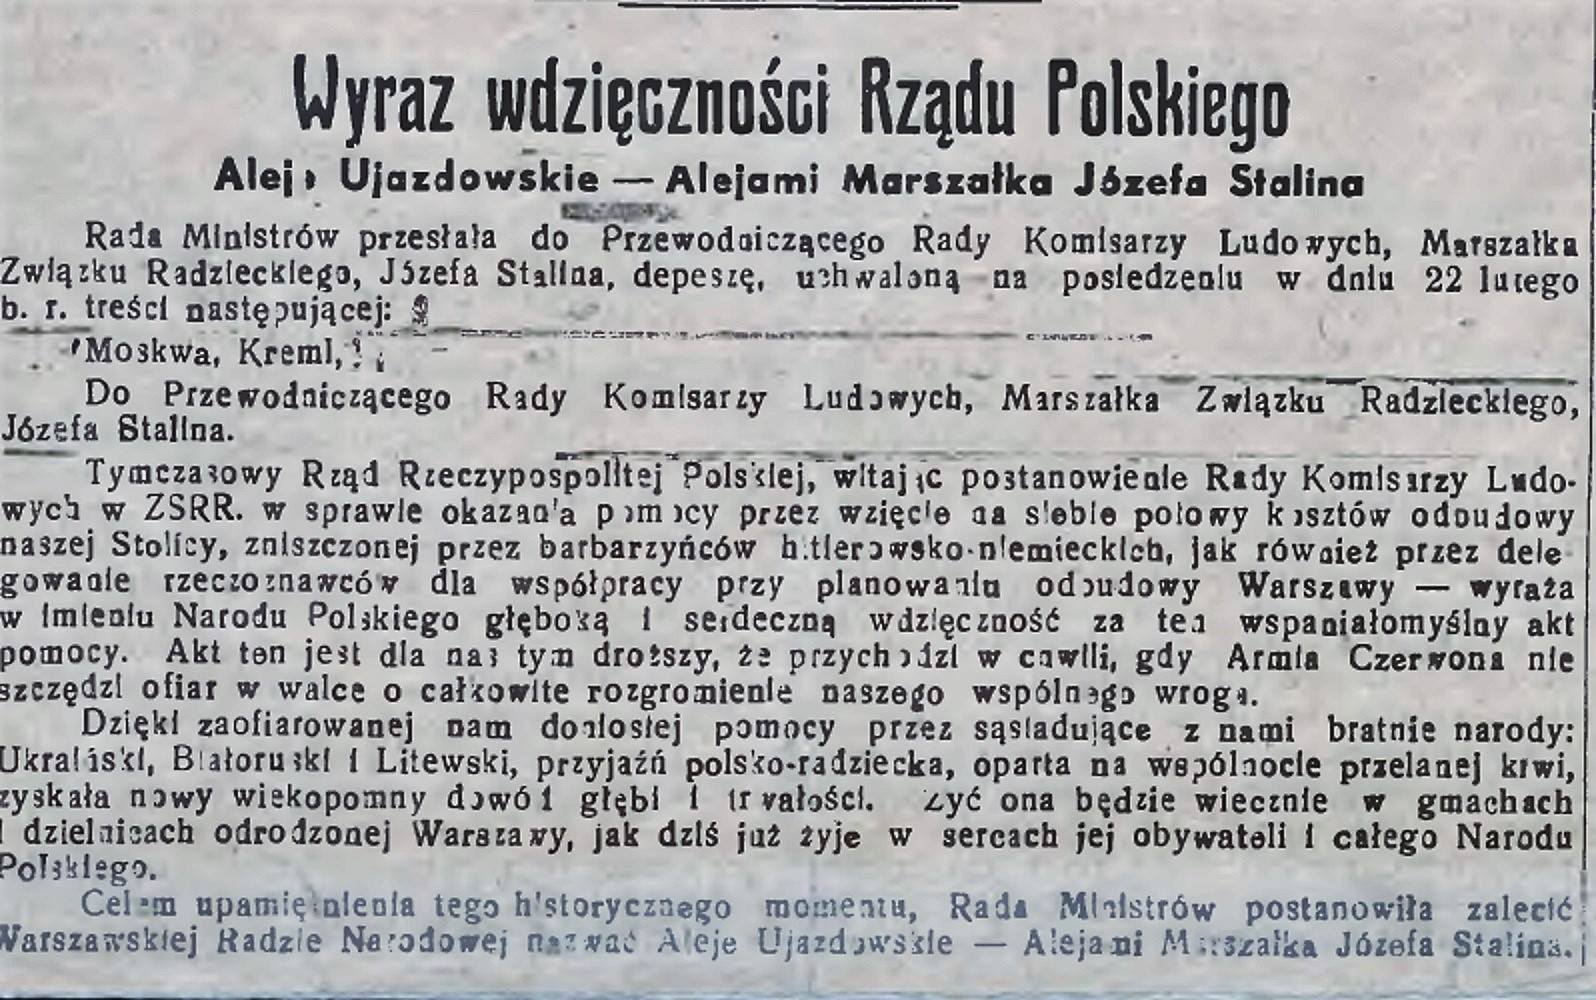 Wyraz wdzięczności Rządu Polskiego
Aleje Ujazdowskie — Alejami Marszałka Józefa Stalina
Rada Ministrów przesłała do Przewodniczącego Rady Komisarzy Ludowych, Marszałka
Związku Radzieckiego, Józefa Stalina, depeszę, uchwaloną na posiedzeniu w dniu 22 lutego
b. r. treści następującej:
"Moskwa, Kreml,
Do Przewodniczącego Rady Komisarzy Ludowych, Marszałka Związku Radzieckiego,
Józefa Stalina.
Tymczasowy Rząd Rzeczypospolitej Polskiej, witając postanowienie Rady Komisarzy Ludo-
wych w ZSRR. w sprawie okazania pomocy przez wzięcie na siebie połowy kosztów odbudowy
naszej Stolicy, zniszczonej przez barbarzyńców hitlerowsko-niemieckich, jak również przez dele-
gowanie rzeczoznawców dla współpracy przy planowaniu odbudowy Warszawy — wyraża
w imieniu Narodu Polskiego głęboką i serdeczną wdzięczność za ten wspaniałomyślny akt
pomocy. Akt ten jest dla nas tym droższy, że przychodzi w chwili, gdy Armia Czerwona nie
szczędzi ofiar w walce o całkowite rozgromienie naszego wspólnego wroga.
Dzięki zaofiarowanej nam doniosłej pomocy przez sąsiadujące z nami bratnie narody:
Ukraiński, Białoruski i Litewski, przyjaźń polsko-radziecka, oparta na wspólnocie przelanej krwi,
zyskała nowy wiekopomny dowód głębi i trwałości. Żyć ona będzie wiecznie w gmachach
i dzielnicach odrodzonej Warszawy, jak dziś już żyje w sercach jej obywateli i całego Narodu
Polskiego.
Celem upamiętnienia tego historycznego momentu, Rada Ministrów postanowiła zalecić
Warszawskiej Radzie Narodowej nazwać Aleje Ujazdowskie — Alejami Marszałka Józefa Stalina.